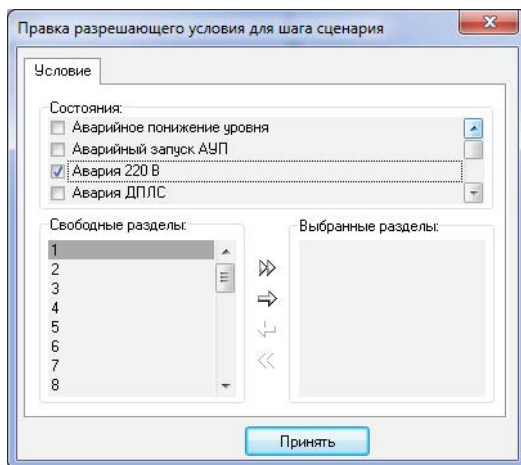 Правка разрешающего условия для шага сценария
Условие
Состояния:
Аварийное понижение уровня
Аварийный запуск АУП
Авария 220 В
Авария ДПЛС
Свободные разделы:
Выбранные разделы:
1
2
3
4
5
6
7
8
Принять